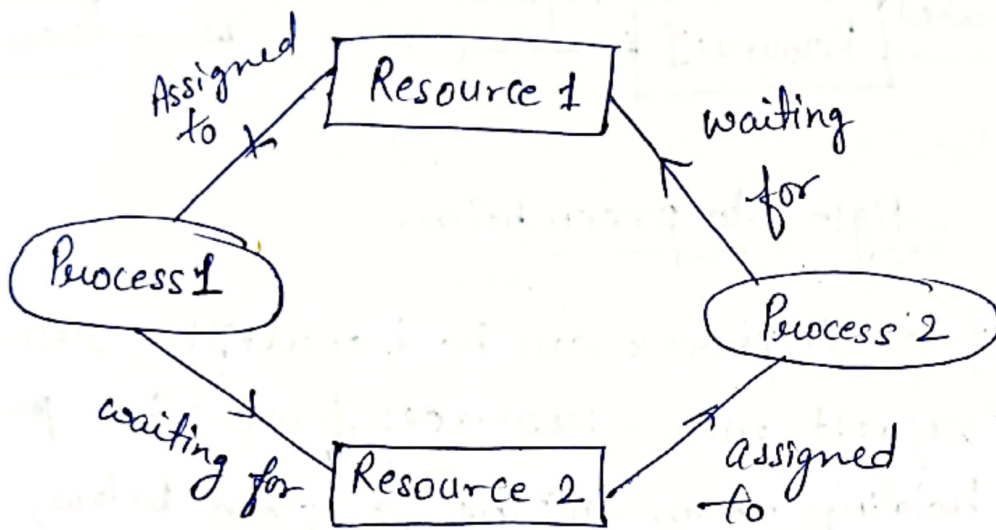 Assigned
to
Resource 1
waiting
for
Process 1
Process 2
waiting for
Resource 2
assigned
to